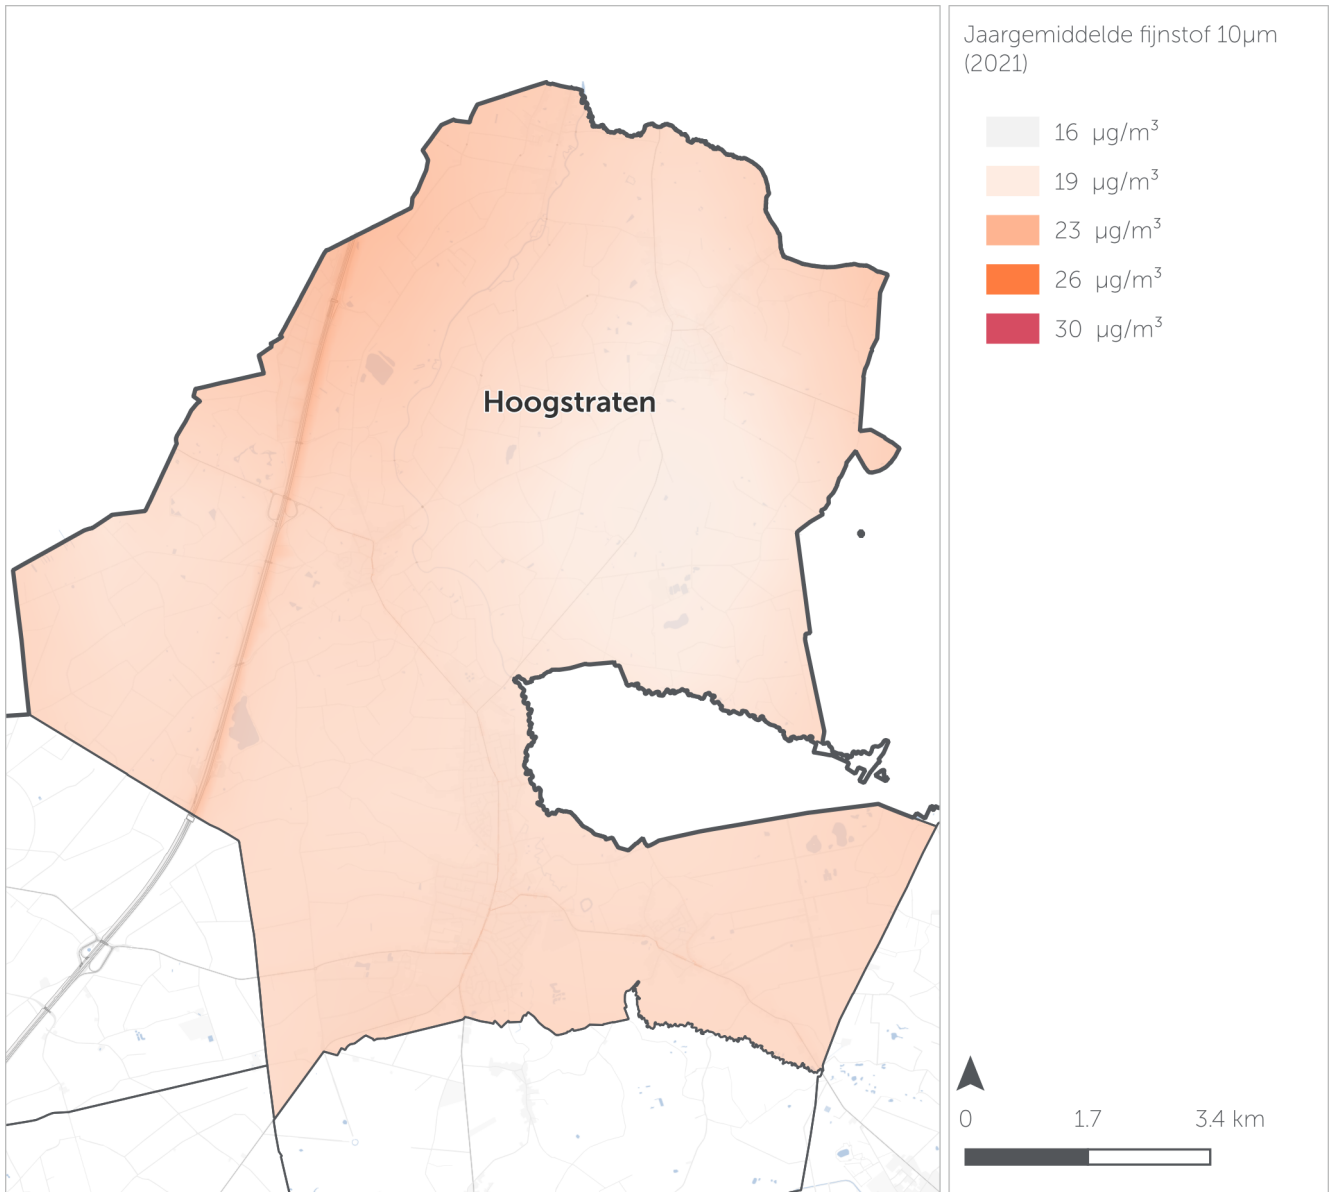 Jaargemiddelde fijnstof 10µm
(2021)
16 µg/m³
19 µg/m³
23 µg/m³
26 µg/m³
30 µg/m³
Hoogstraten
0 1.7 3.4 km